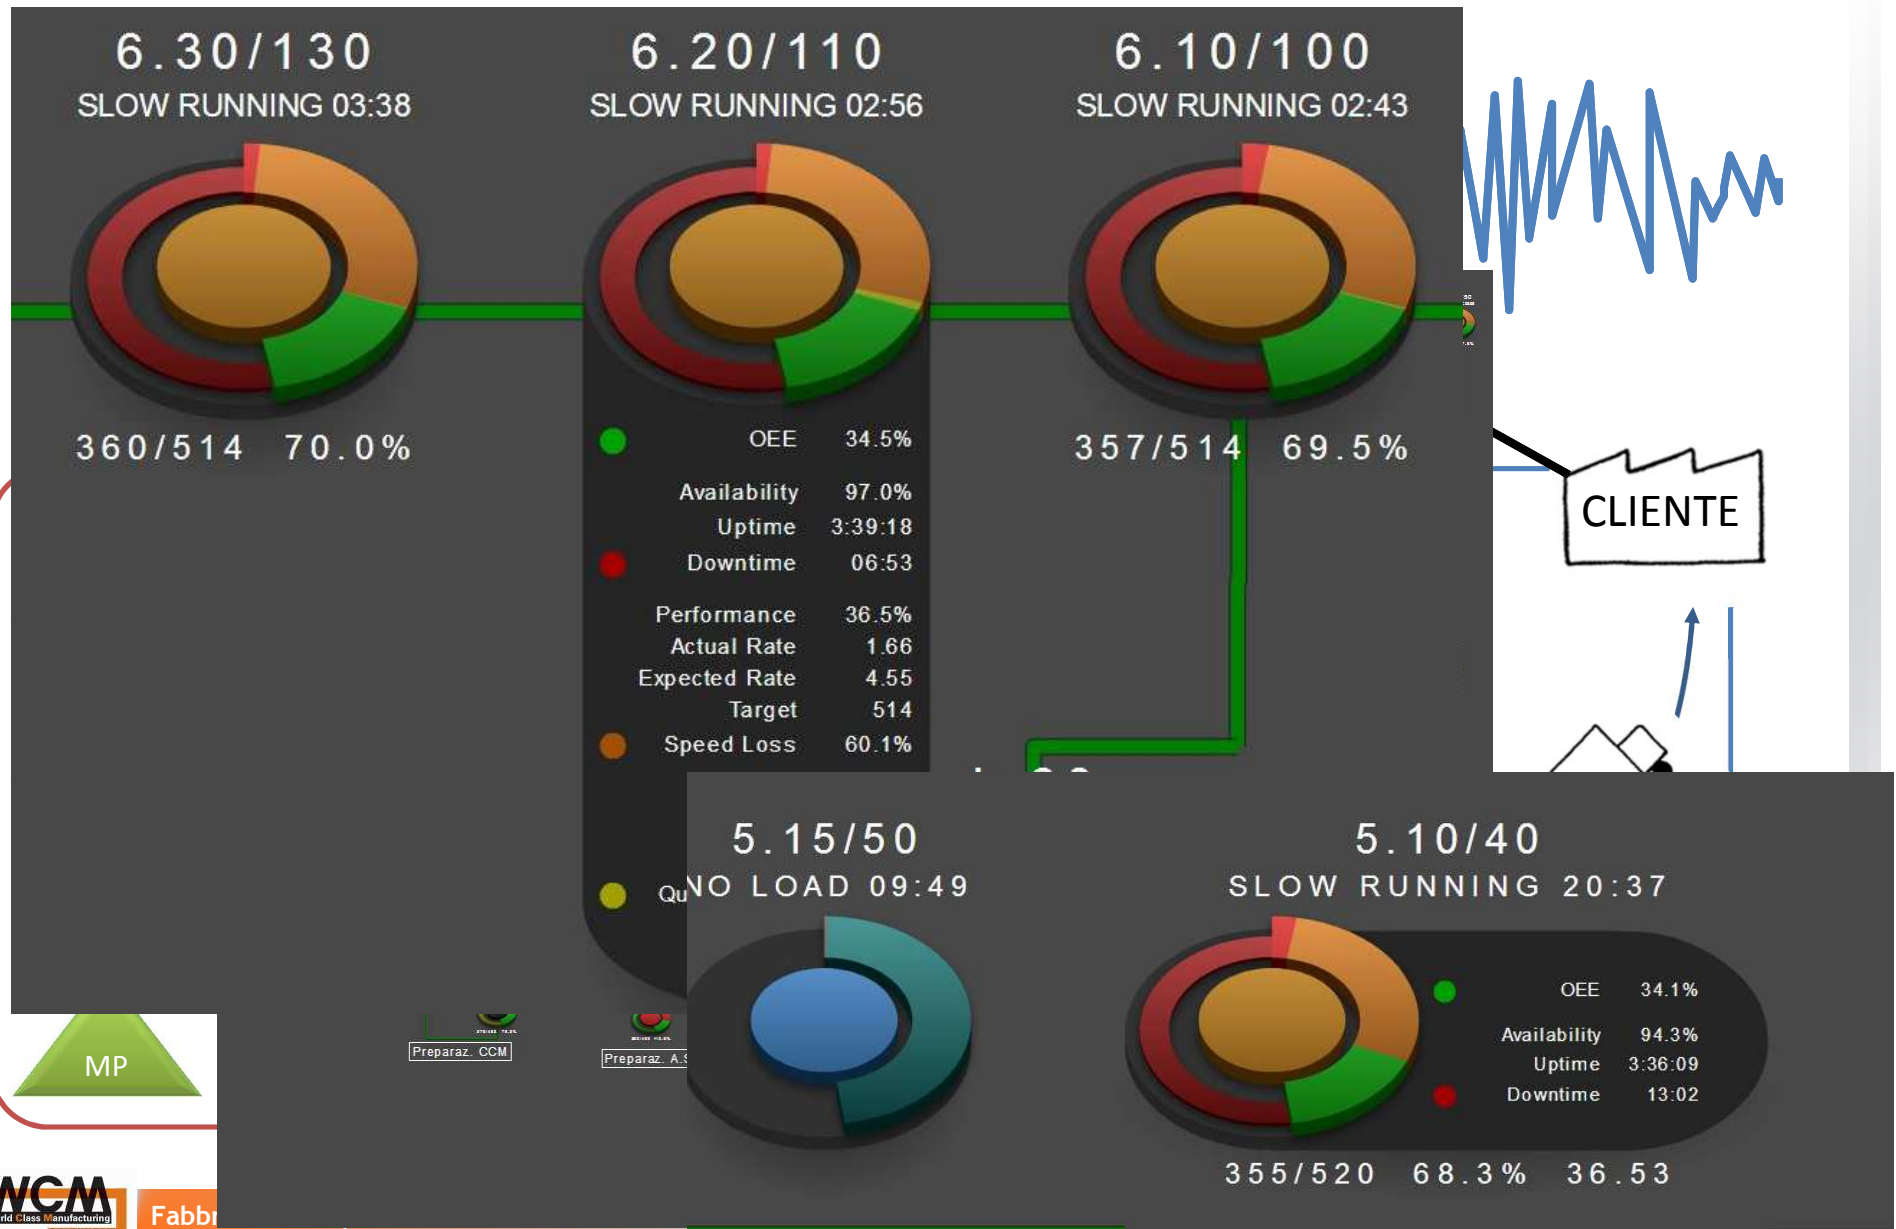 6.30/130
SLOW RUNNING 03:38
360/514 70.0%
6.20/110
SLOW RUNNING 02:56
OEE 34.5%
Availability 97.0%
Uptime 3:39:18
Downtime 06:53
Performance 36.5%
Actual Rate 1.66
Expected Rate 4.55
Target 514
Speed Loss 60.1%
Qu
6.10/100
SLOW RUNNING 02:43
357/514 69.5%
CLIENTE
5.15/50
NO LOAD 09:49
5.10/40
SLOW RUNNING 20:37
OEE 34.1%
Availability 94.3%
Uptime 3:36:09
Downtime 13:02
355/520 68.3% 36.53
Preparaz. CCM
Preparaz. A.S
MP
WCM
rld Class Manufacturing
Fabbr